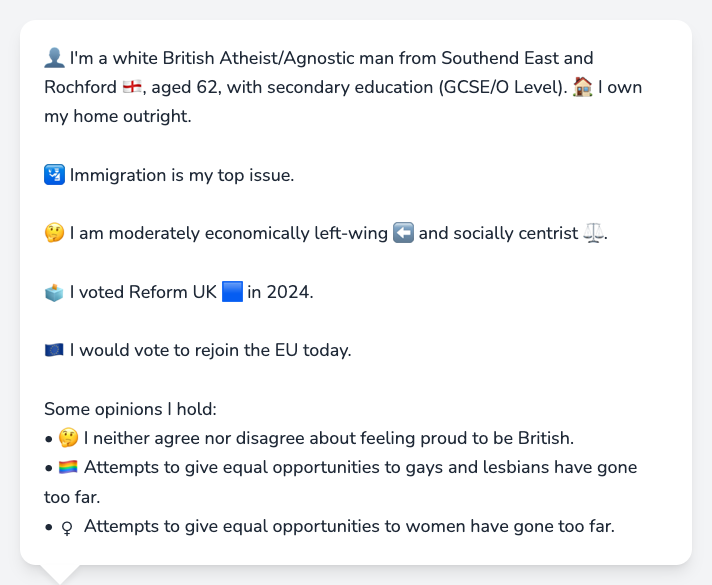 👤 I'm a white British Atheist/Agnostic man from Southend East and
Rochford 🏴󠁧󠁢󠁥󠁮󠁧󠁿, aged 62, with secondary education (GCSE/O Level). 🏠 I own
my home outright.
🛂 Immigration is my top issue.
🤔 I am moderately economically left-wing ⬅️ and socially centrist ⚖️.
🗳️ I voted Reform UK 🟦 in 2024.
🇪🇺 I would vote to rejoin the EU today.
Some opinions I hold:
• 🤔 I neither agree nor disagree about feeling proud to be British.
• 🏳️‍🌈 Attempts to give equal opportunities to gays and lesbians have gone
too far.
• ♀ Attempts to give equal opportunities to women have gone too far.